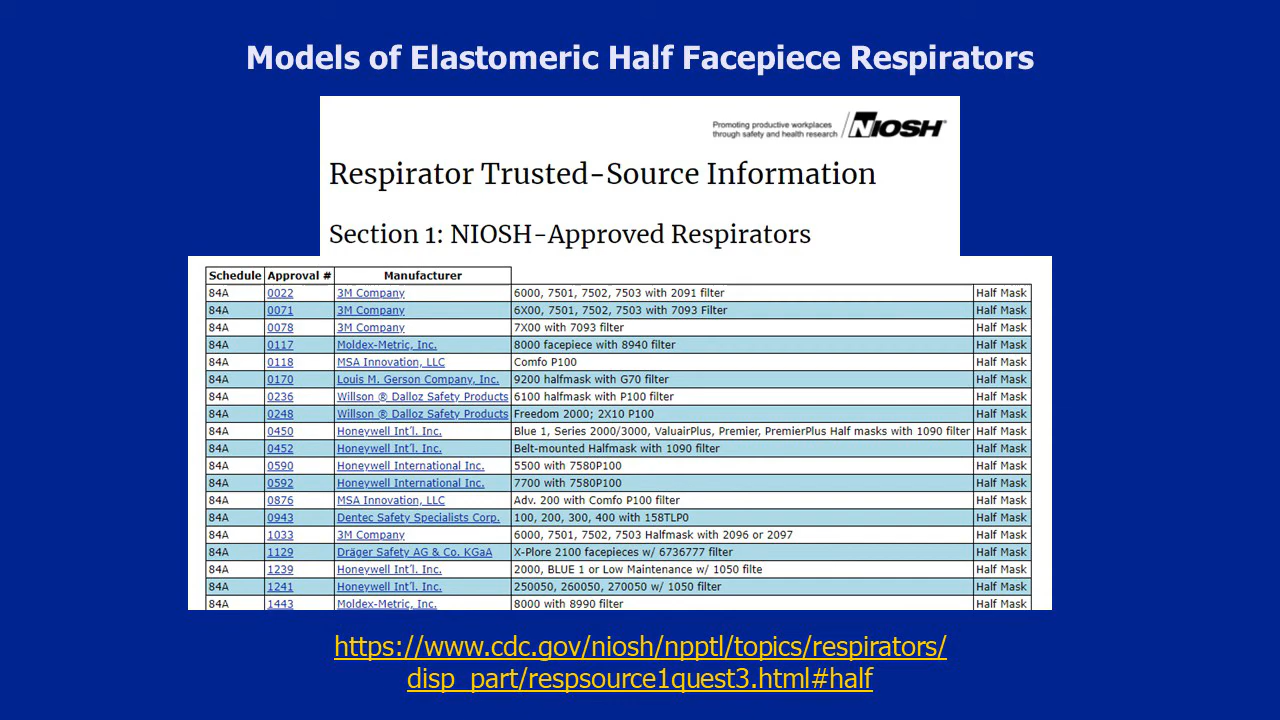 Models of Elastomeric Half Facepiece Respirators
Promoting productive workplaces
through safety and health research
NIOSH®
Respirator Trusted-Source Information
Section 1: NIOSH-Approved Respirators
Schedule Approval # Manufacturer
84A 0022 3M Company 6000, 7501, 7502, 7503 with 2091 filter Half Mask
84A 0071 3M Company 6X00, 7501, 7502, 7503 with 7093 Filter Half Mask
84A 0078 3M Company 7X00 with 7093 filter Half Mask
84A 0117 Moldex-Metric, Inc. 8000 facepiece with 8940 filter Half Mask
84A 0118 MSA Innovation, LLC Comfo P100 Half Mask
84A 0170 Louis M. Gerson Company, Inc. 9200 halfmask with G70 filter Half Mask
84A 0236 Willson ® Dalloz Safety Products 6100 halfmask with P100 filter Half Mask
84A 0248 Willson ® Dalloz Safety Products Freedom 2000; 2X10 P100 Half Mask
84A 0450 Honeywell Int'l. Inc. Blue 1, Series 2000/3000, ValuairPlus, Premier, PremierPlus Half masks with 1090 filter Half Mask
84A 0452 Honeywell Int'l. Inc. Belt-mounted Halfmask with 1090 filter Half Mask
84A 0590 Honeywell International Inc. 5500 with 7580P100 Half Mask
84A 0592 Honeywell International Inc. 7700 with 7580P100 Half Mask
84A 0876 MSA Innovation, LLC Adv. 200 with Comfo P100 filter Half Mask
84A 0943 Dentec Safety Specialists Corp. 100, 200, 300, 400 with 158TLP0 Half Mask
84A 1033 3M Company 6000, 7501, 7502, 7503 Halfmask with 2096 or 2097 Half Mask
84A 1129 Dräger Safety AG & Co. KGaA X-Plore 2100 facepieces w/ 6736777 filter Half Mask
84A 1239 Honeywell Int'l. Inc. 2000, BLUE 1 or Low Maintenance w/ 1050 filte Half Mask
84A 1241 Honeywell Int'l. Inc. 250050, 260050, 270050 w/ 1050 filter Half Mask
84A 1443 Moldex-Metric, Inc. 8000 with 8990 filter Half Mask
https://www.cdc.gov/niosh/npptl/topics/respirators/
disp_part/respsource1quest3.html#half